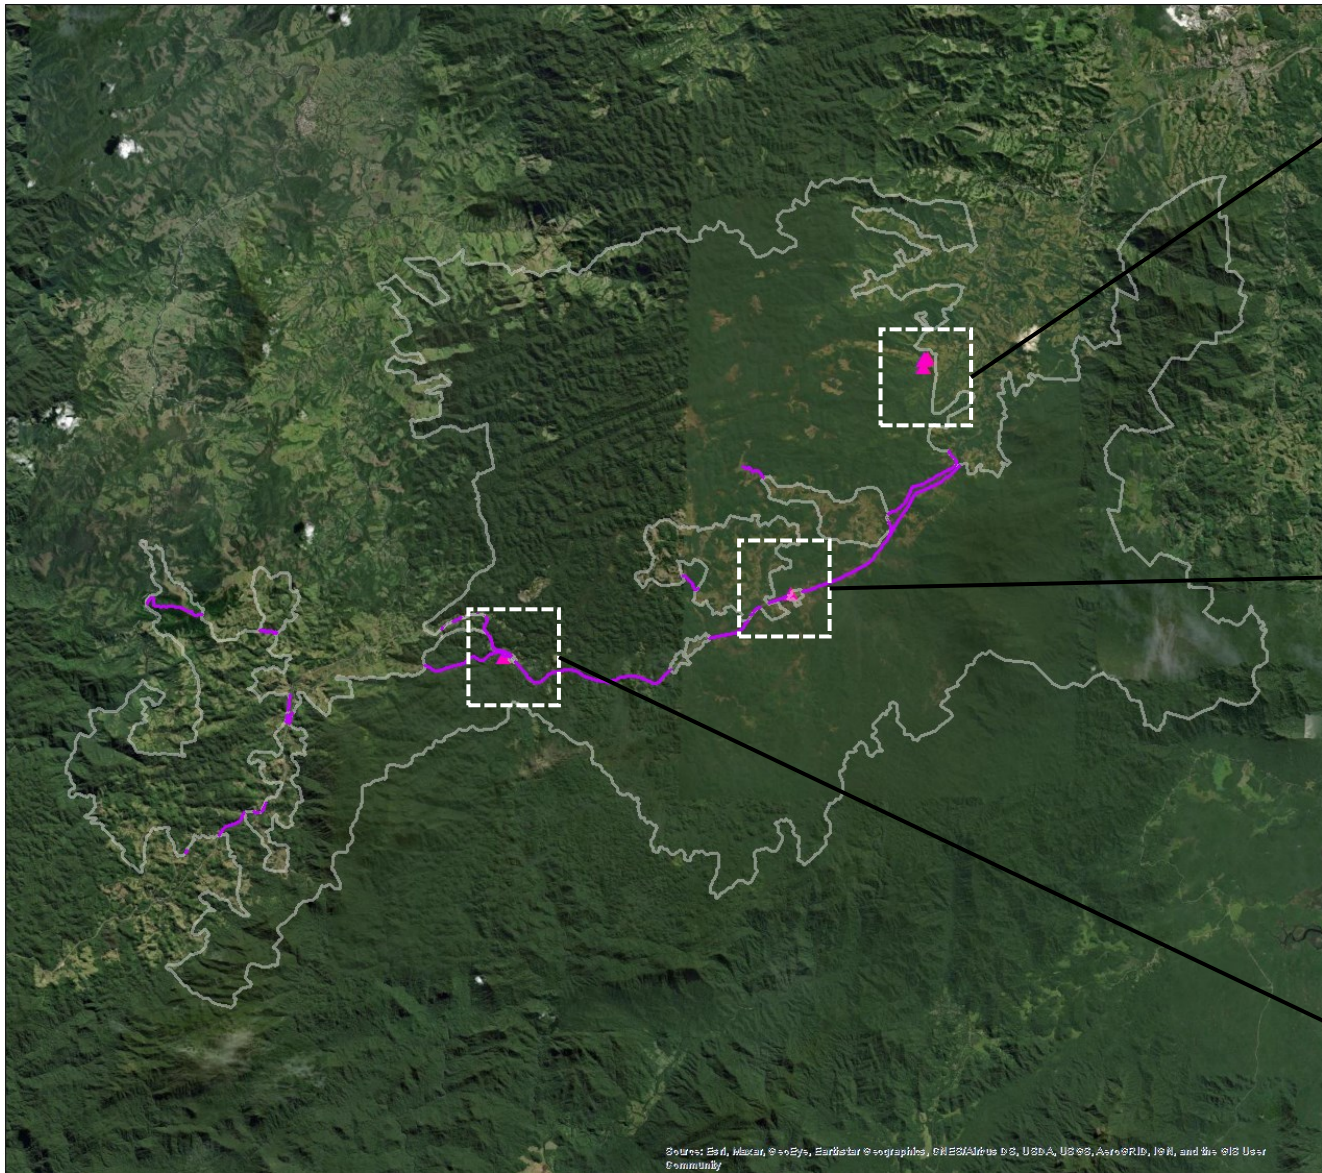 Source: Esri, Maxar, GeoEye, Earthstar Geographics, CNES/Airbus DS, USDA, USGS, AeroGRID, IGN, and the GIS User
Community